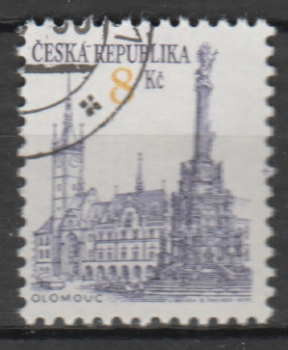 ČESKÁ REPUBLIKA
8 Kč
OLOMOUC